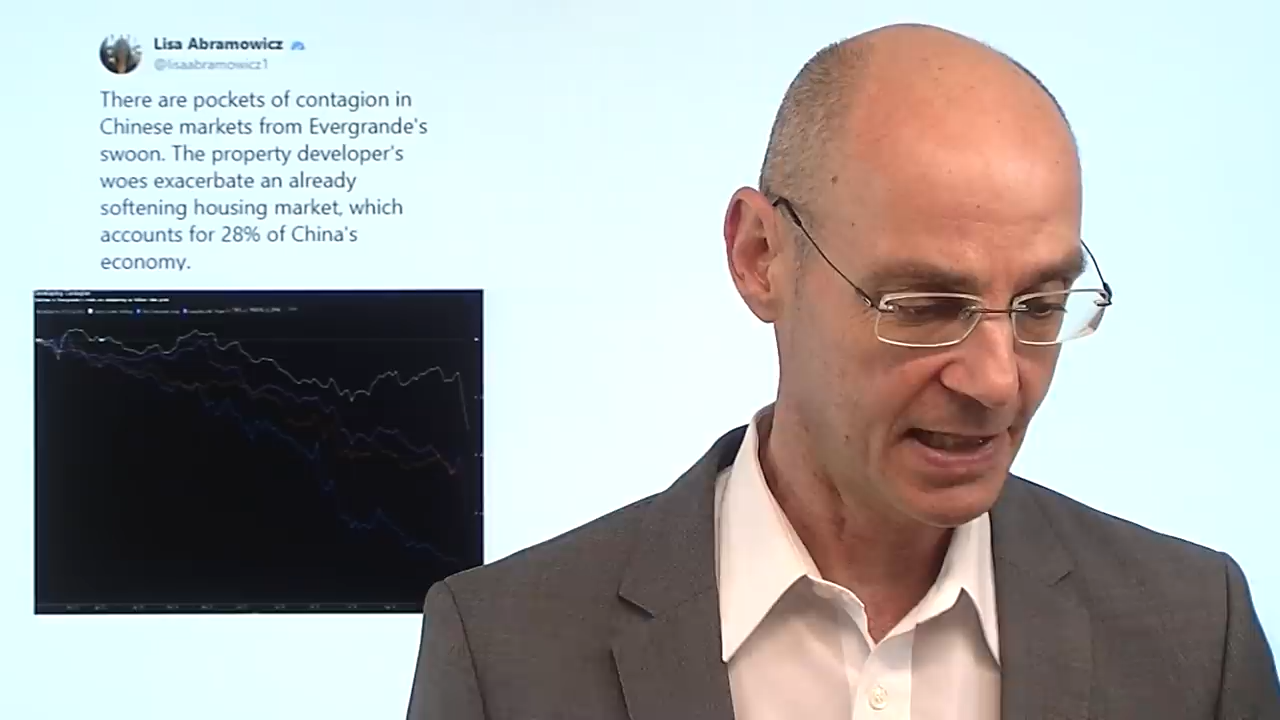 Lisa Abramowicz
@lisaabramowicz1
There are pockets of contagion in
Chinese markets from Evergrande's
swoon. The property developer's
woes exacerbate an already
softening housing market, which
accounts for 28% of China's
economy.